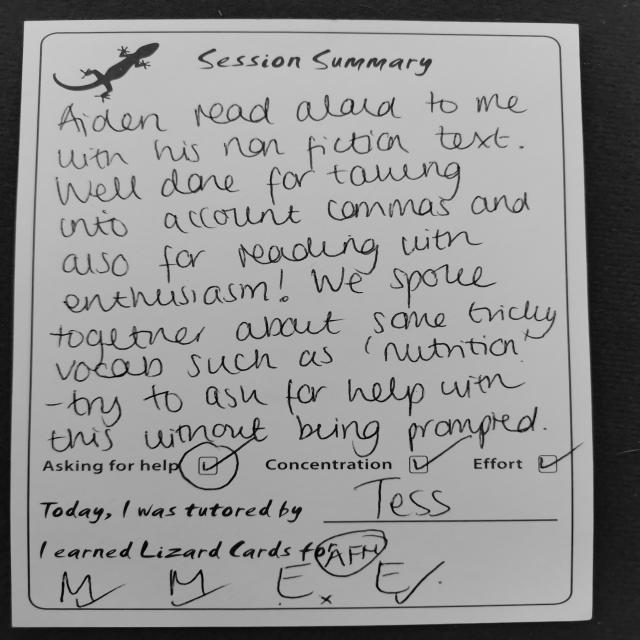 Session Summary
Aiden read aloud to me
with his non fiction text.
Well done for taking
into account commas and
also for reading with
enthusiasm! We spoke
together about some tricky
vocab such as 'nutrition'
-try to ask for help with
this without being prompted.
Asking for help Concentration Effort
Today, I was tutored by Tess
I earned Lizard Cards for AFH
M M E E